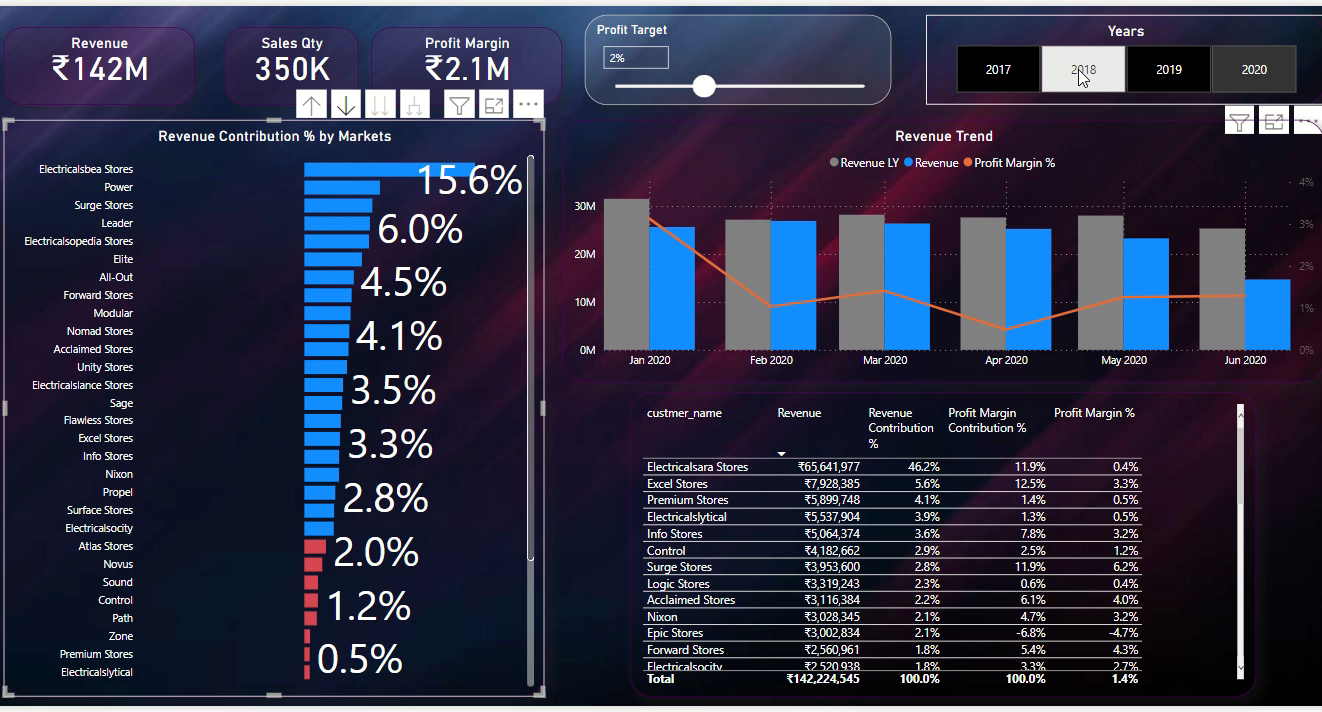 Revenue
₹142M
Sales Qty
350K
Profit Margin
₹2.1M
Profit Target
2%
Years
2017
2018
2019
2020
Revenue Contribution % by Markets
Electricalsbea Stores
15.6%
Power
Surge Stores
Leader
6.0%
Electricalsopedia Stores
Elite
All-Out
4.5%
Forward Stores
Modular
Nomad Stores
4.1%
Acclaimed Stores
Unity Stores
Electricalslance Stores
3.5%
Sage
Flawless Stores
Excel Stores
3.3%
Info Stores
Nixon
Propel
2.8%
Surface Stores
Electricalsocity
Atlas Stores
2.0%
Novus
Sound
Control
1.2%
Path
Zone
Premium Stores
0.5%
Electricalslytical
Revenue Trend
Revenue LY Revenue Profit Margin %
30M
20M
10M
0M
4%
3%
2%
1%
0%
Jan 2020 Feb 2020 Mar 2020 Apr 2020 May 2020 Jun 2020
custmer_name Revenue Revenue Contribution % Profit Margin Contribution % Profit Margin %
Electricalsara Stores ₹65,641,977 46.2% 11.9% 0.4%
Excel Stores ₹7,928,385 5.6% 12.5% 3.3%
Premium Stores ₹5,899,748 4.1% 1.4% 0.5%
Electricalslytical ₹5,537,904 3.9% 1.3% 0.5%
Info Stores ₹5,064,374 3.6% 7.8% 3.2%
Control ₹4,182,662 2.9% 2.5% 1.2%
Surge Stores ₹3,953,600 2.8% 11.9% 6.2%
Logic Stores ₹3,319,243 2.3% 0.6% 0.4%
Acclaimed Stores ₹3,116,384 2.2% 6.1% 4.0%
Nixon ₹3,028,345 2.1% 4.7% 3.2%
Epic Stores ₹3,002,834 2.1% -6.8% -4.7%
Forward Stores ₹2,560,961 1.8% 5.4% 4.3%
Electricalsocity ₹2,520,938 1.8% 3.3% 2.7%
Total ₹142,224,545 100.0% 100.0% 1.4%